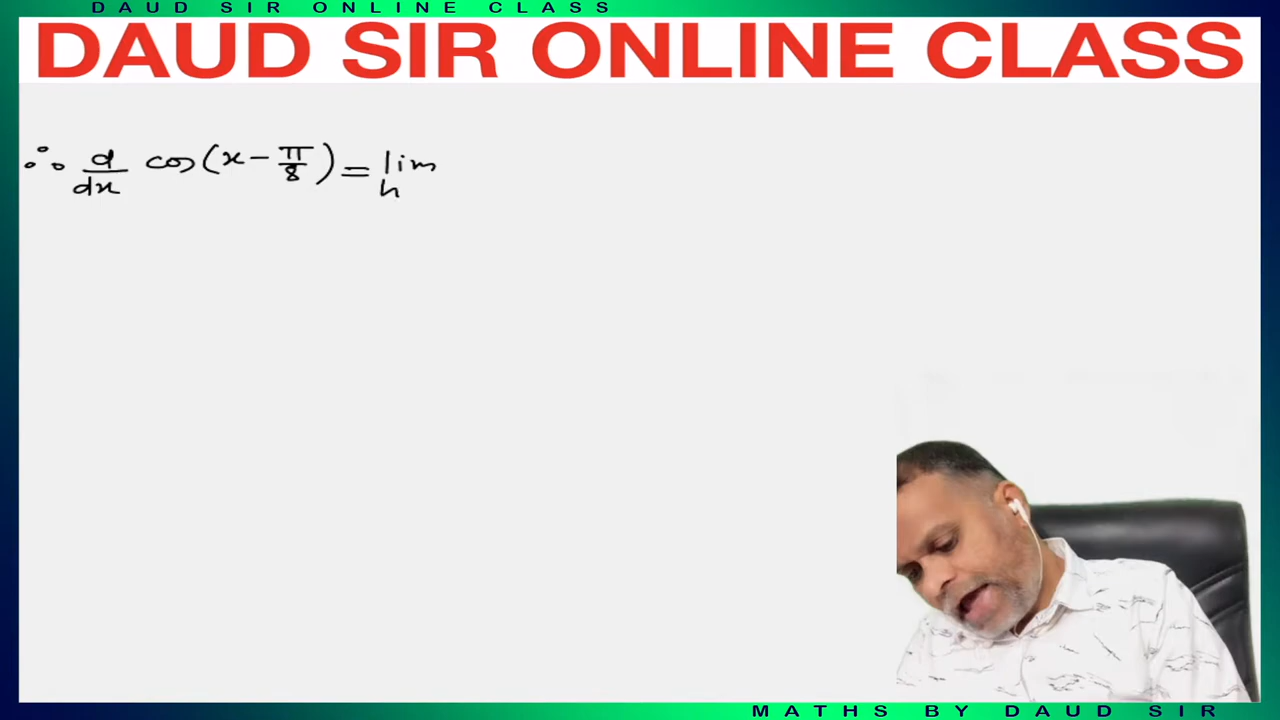 DAUD SIR ONLINE CLASS
DAUD SIR ONLINE CLASS
∴ d/dx cos(x - π/8) = lim h
MATHS BY DAUD SIR